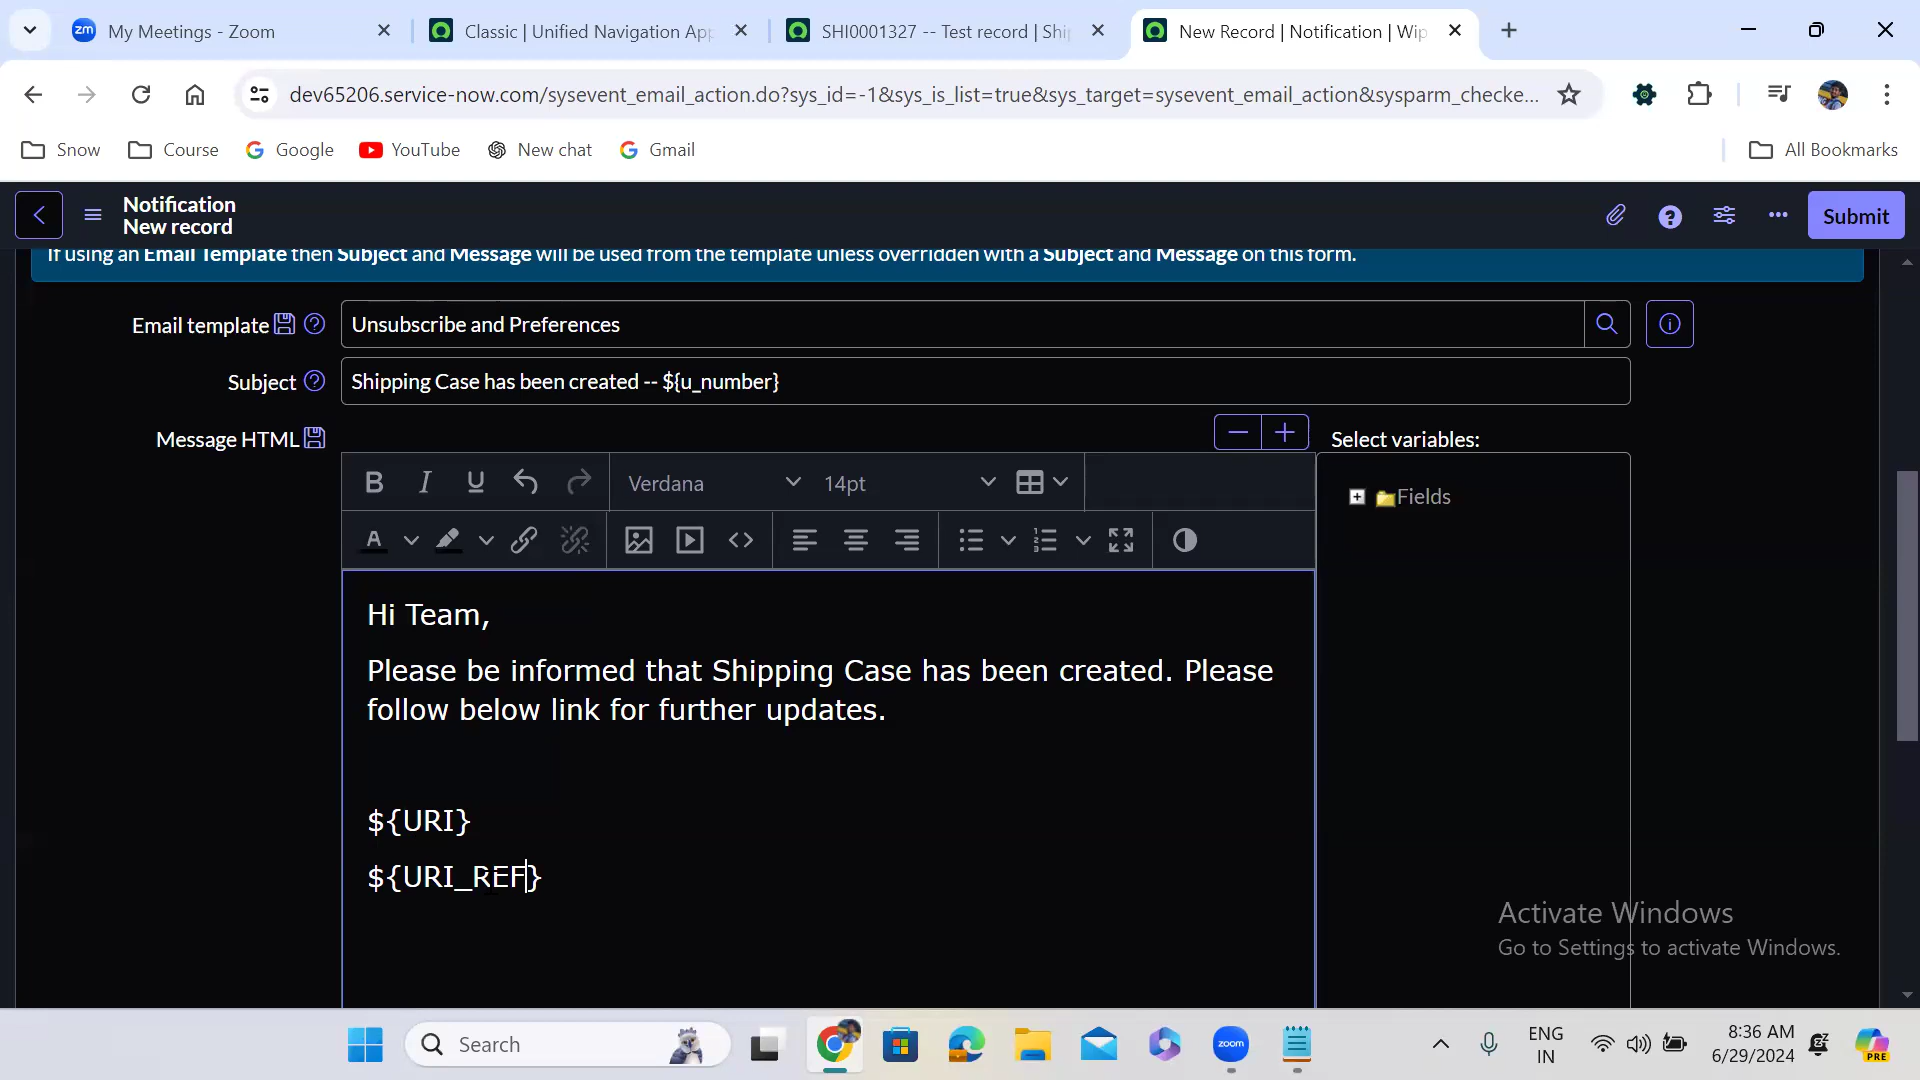 My Meetings - Zoom
Classic | Unified Navigation App
SHI0001327 -- Test record | Ship
New Record | Notification | Wip
dev65206.service-now.com/sysevent_email_action.do?sys_id=-1&sys_is_list=true&sys_target=sysevent_email_action&sysparm_checke...
Snow
Course
Google
YouTube
New chat
Gmail
All Bookmarks
Notification
New record
Submit
If using an Email Template then Subject and Message will be used from the template unless overridden with a Subject and Message on this form.
Email template
Unsubscribe and Preferences
Subject
Shipping Case has been created -- ${u_number}
Message HTML
Select variables:
Verdana
14pt
Fields
Hi Team,
Please be informed that Shipping Case has been created. Please
follow below link for further updates.
${URI}
${URI_REF}
Activate Windows
Go to Settings to activate Windows.
Search
zoom
ENG
IN
8:36 AM
6/29/2024
PRE